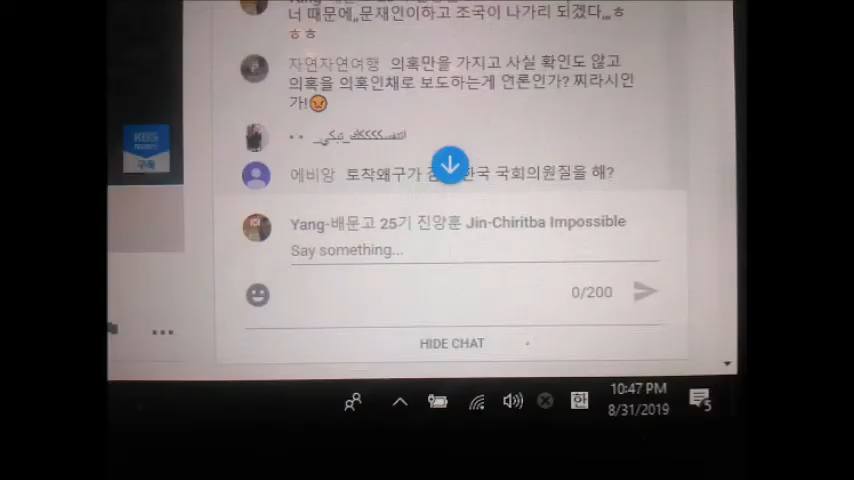 너 때문에,,문재인이하고 조국이 나가리 되겠다,,,ㅎ
ㅎㅎ
자연자연여행 의혹만을 가지고 사실 확인도 않고
의혹을 의혹인채로 보도하는게 언론인가? 찌라시인
가!
KBS
구독
에비앙 토착왜구가 국 국회의원질을 해?
Yang-배문고 25기 진양훈 Jin-Chiritba Impossible
Say something...
0/200
HIDE CHAT
한
10:47 PM
8/31/2019
5